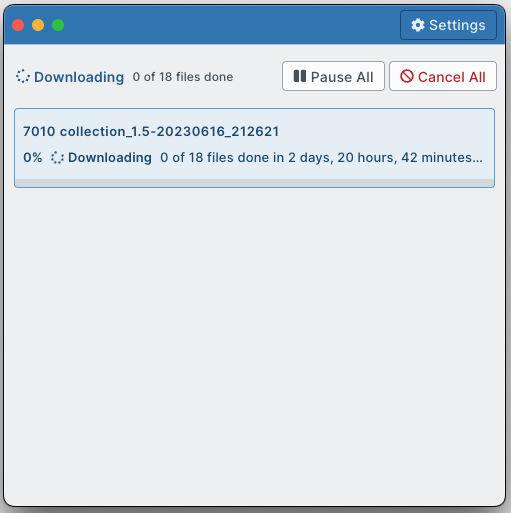 Settings
Downloading 0 of 18 files done Pause All Cancel All
7010 collection_1.5-20230616_212621
0% Downloading 0 of 18 files done in 2 days, 20 hours, 42 minutes...